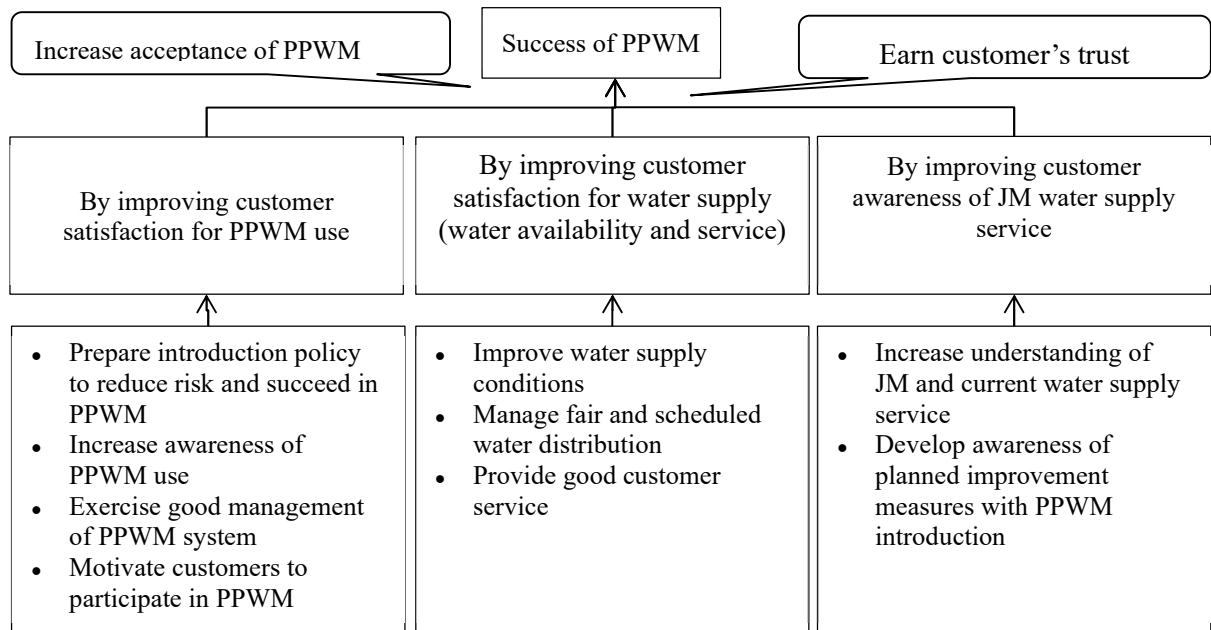 Increase acceptance of PPWM
Success of PPWM
Earn customer’s trust
By improving customer
satisfaction for PPWM use
By improving customer
satisfaction for water supply
(water availability and service)
By improving customer
awareness of JM water supply
service
• Prepare introduction policy
to reduce risk and succeed in
PPWM
• Increase awareness of
PPWM use
• Exercise good management
of PPWM system
• Motivate customers to
participate in PPWM
• Improve water supply
conditions
• Manage fair and scheduled
water distribution
• Provide good customer
service
• Increase understanding of
JM and current water supply
service
• Develop awareness of
planned improvement
measures with PPWM
introduction